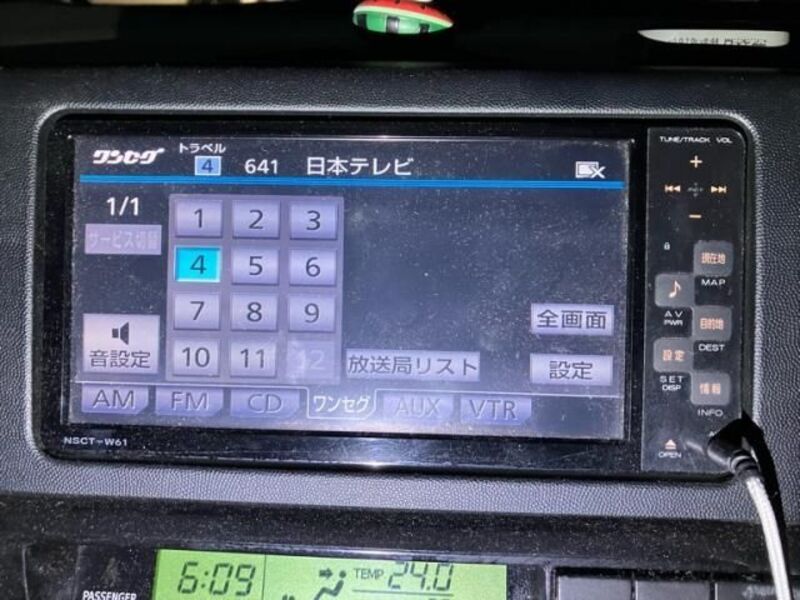 TUNE/TRACK VOL
ワンセグ
トラベル
4 641 日本テレビ
1/1
サービス切替
1 2 3
4 5 6
7 8 9
10 11 12
音設定
放送局リスト
全画面
設定
AM FM CD ワンセグ AUX VTR
NSCT-W61
現在地
MAP
AV
PWR
目的地
DEST
設定
SET
DISP
情報
INFO
OPEN
6:09
TEMP 24.0
PASSENGER